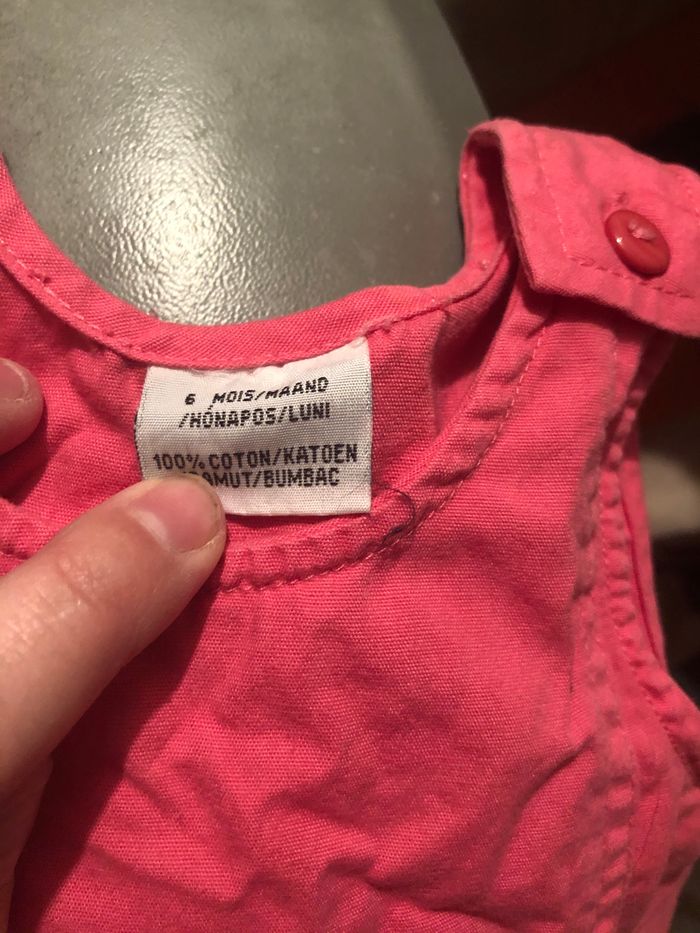 6 MOIS/MAAND
/HÓNAPOS/LUNI
100% COTON/KATOEN
/BUMBAC